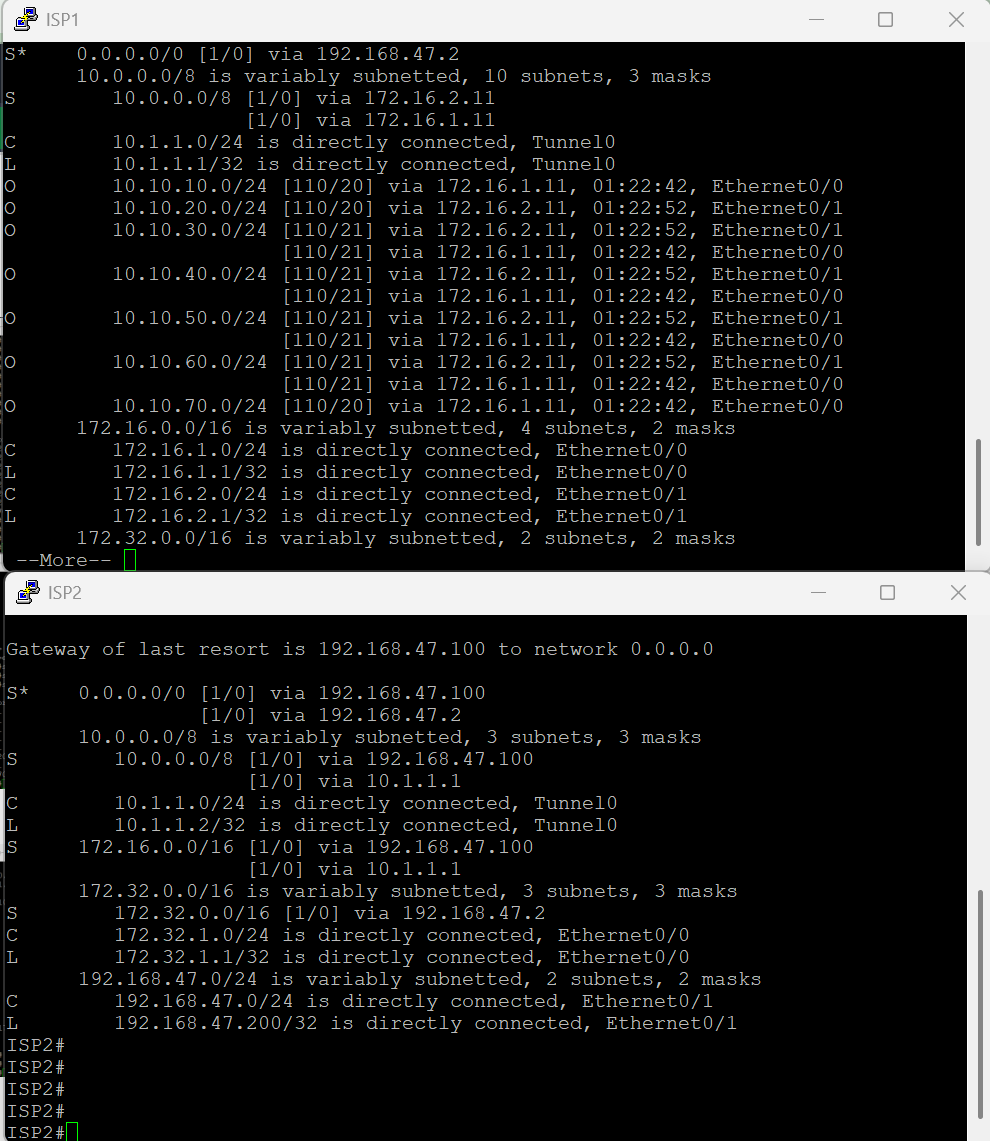 ISP1
S*    0.0.0.0/0 [1/0] via 192.168.47.2
      10.0.0.0/8 is variably subnetted, 10 subnets, 3 masks
S        10.0.0.0/8 [1/0] via 172.16.2.11
                    [1/0] via 172.16.1.11
C        10.1.1.0/24 is directly connected, Tunnel0
L        10.1.1.1/32 is directly connected, Tunnel0
O        10.10.10.0/24 [110/20] via 172.16.1.11, 01:22:42, Ethernet0/0
O        10.10.20.0/24 [110/20] via 172.16.2.11, 01:22:52, Ethernet0/1
O        10.10.30.0/24 [110/21] via 172.16.2.11, 01:22:52, Ethernet0/1
                       [110/21] via 172.16.1.11, 01:22:42, Ethernet0/0
O        10.10.40.0/24 [110/21] via 172.16.2.11, 01:22:52, Ethernet0/1
                       [110/21] via 172.16.1.11, 01:22:42, Ethernet0/0
O        10.10.50.0/24 [110/21] via 172.16.2.11, 01:22:52, Ethernet0/1
                       [110/21] via 172.16.1.11, 01:22:42, Ethernet0/0
O        10.10.60.0/24 [110/21] via 172.16.2.11, 01:22:52, Ethernet0/1
                       [110/21] via 172.16.1.11, 01:22:42, Ethernet0/0
O        10.10.70.0/24 [110/20] via 172.16.1.11, 01:22:42, Ethernet0/0
      172.16.0.0/16 is variably subnetted, 4 subnets, 2 masks
C        172.16.1.0/24 is directly connected, Ethernet0/0
L        172.16.1.1/32 is directly connected, Ethernet0/0
C        172.16.2.0/24 is directly connected, Ethernet0/1
L        172.16.2.1/32 is directly connected, Ethernet0/1
      172.32.0.0/16 is variably subnetted, 2 subnets, 2 masks
 --More--
ISP2
Gateway of last resort is 192.168.47.100 to network 0.0.0.0
S*    0.0.0.0/0 [1/0] via 192.168.47.100
                [1/0] via 192.168.47.2
      10.0.0.0/8 is variably subnetted, 3 subnets, 3 masks
S        10.0.0.0/8 [1/0] via 192.168.47.100
                    [1/0] via 10.1.1.1
C        10.1.1.0/24 is directly connected, Tunnel0
L        10.1.1.2/32 is directly connected, Tunnel0
S     172.16.0.0/16 [1/0] via 192.168.47.100
                    [1/0] via 10.1.1.1
      172.32.0.0/16 is variably subnetted, 3 subnets, 3 masks
S        172.32.0.0/16 [1/0] via 192.168.47.2
C        172.32.1.0/24 is directly connected, Ethernet0/0
L        172.32.1.1/32 is directly connected, Ethernet0/0
      192.168.47.0/24 is variably subnetted, 2 subnets, 2 masks
C        192.168.47.0/24 is directly connected, Ethernet0/1
L        192.168.47.200/32 is directly connected, Ethernet0/1
ISP2#
ISP2#
ISP2#
ISP2#
ISP2#